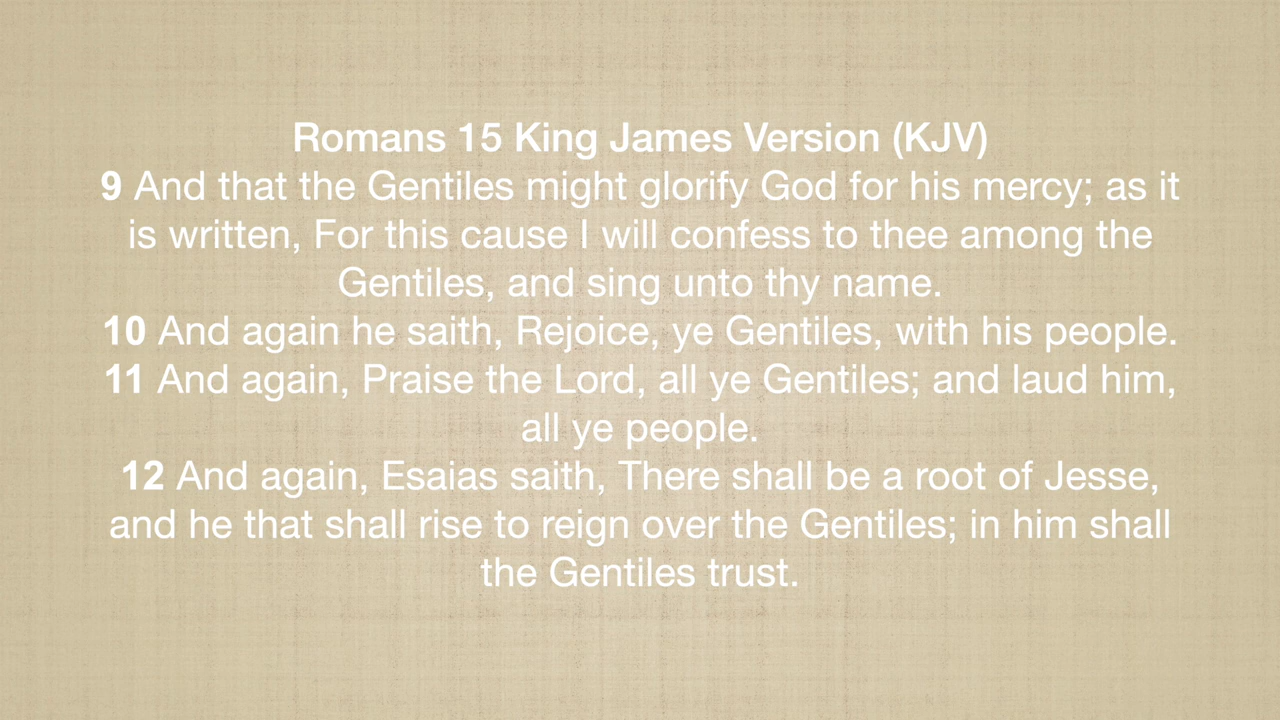 Romans 15 King James Version (KJV)
9 And that the Gentiles might glorify God for his mercy; as it
is written, For this cause I will confess to thee among the
Gentiles, and sing unto thy name.
10 And again he saith, Rejoice, ye Gentiles, with his people.
11 And again, Praise the Lord, all ye Gentiles; and laud him,
all ye people.
12 And again, Esaias saith, There shall be a root of Jesse,
and he that shall rise to reign over the Gentiles; in him shall
the Gentiles trust.